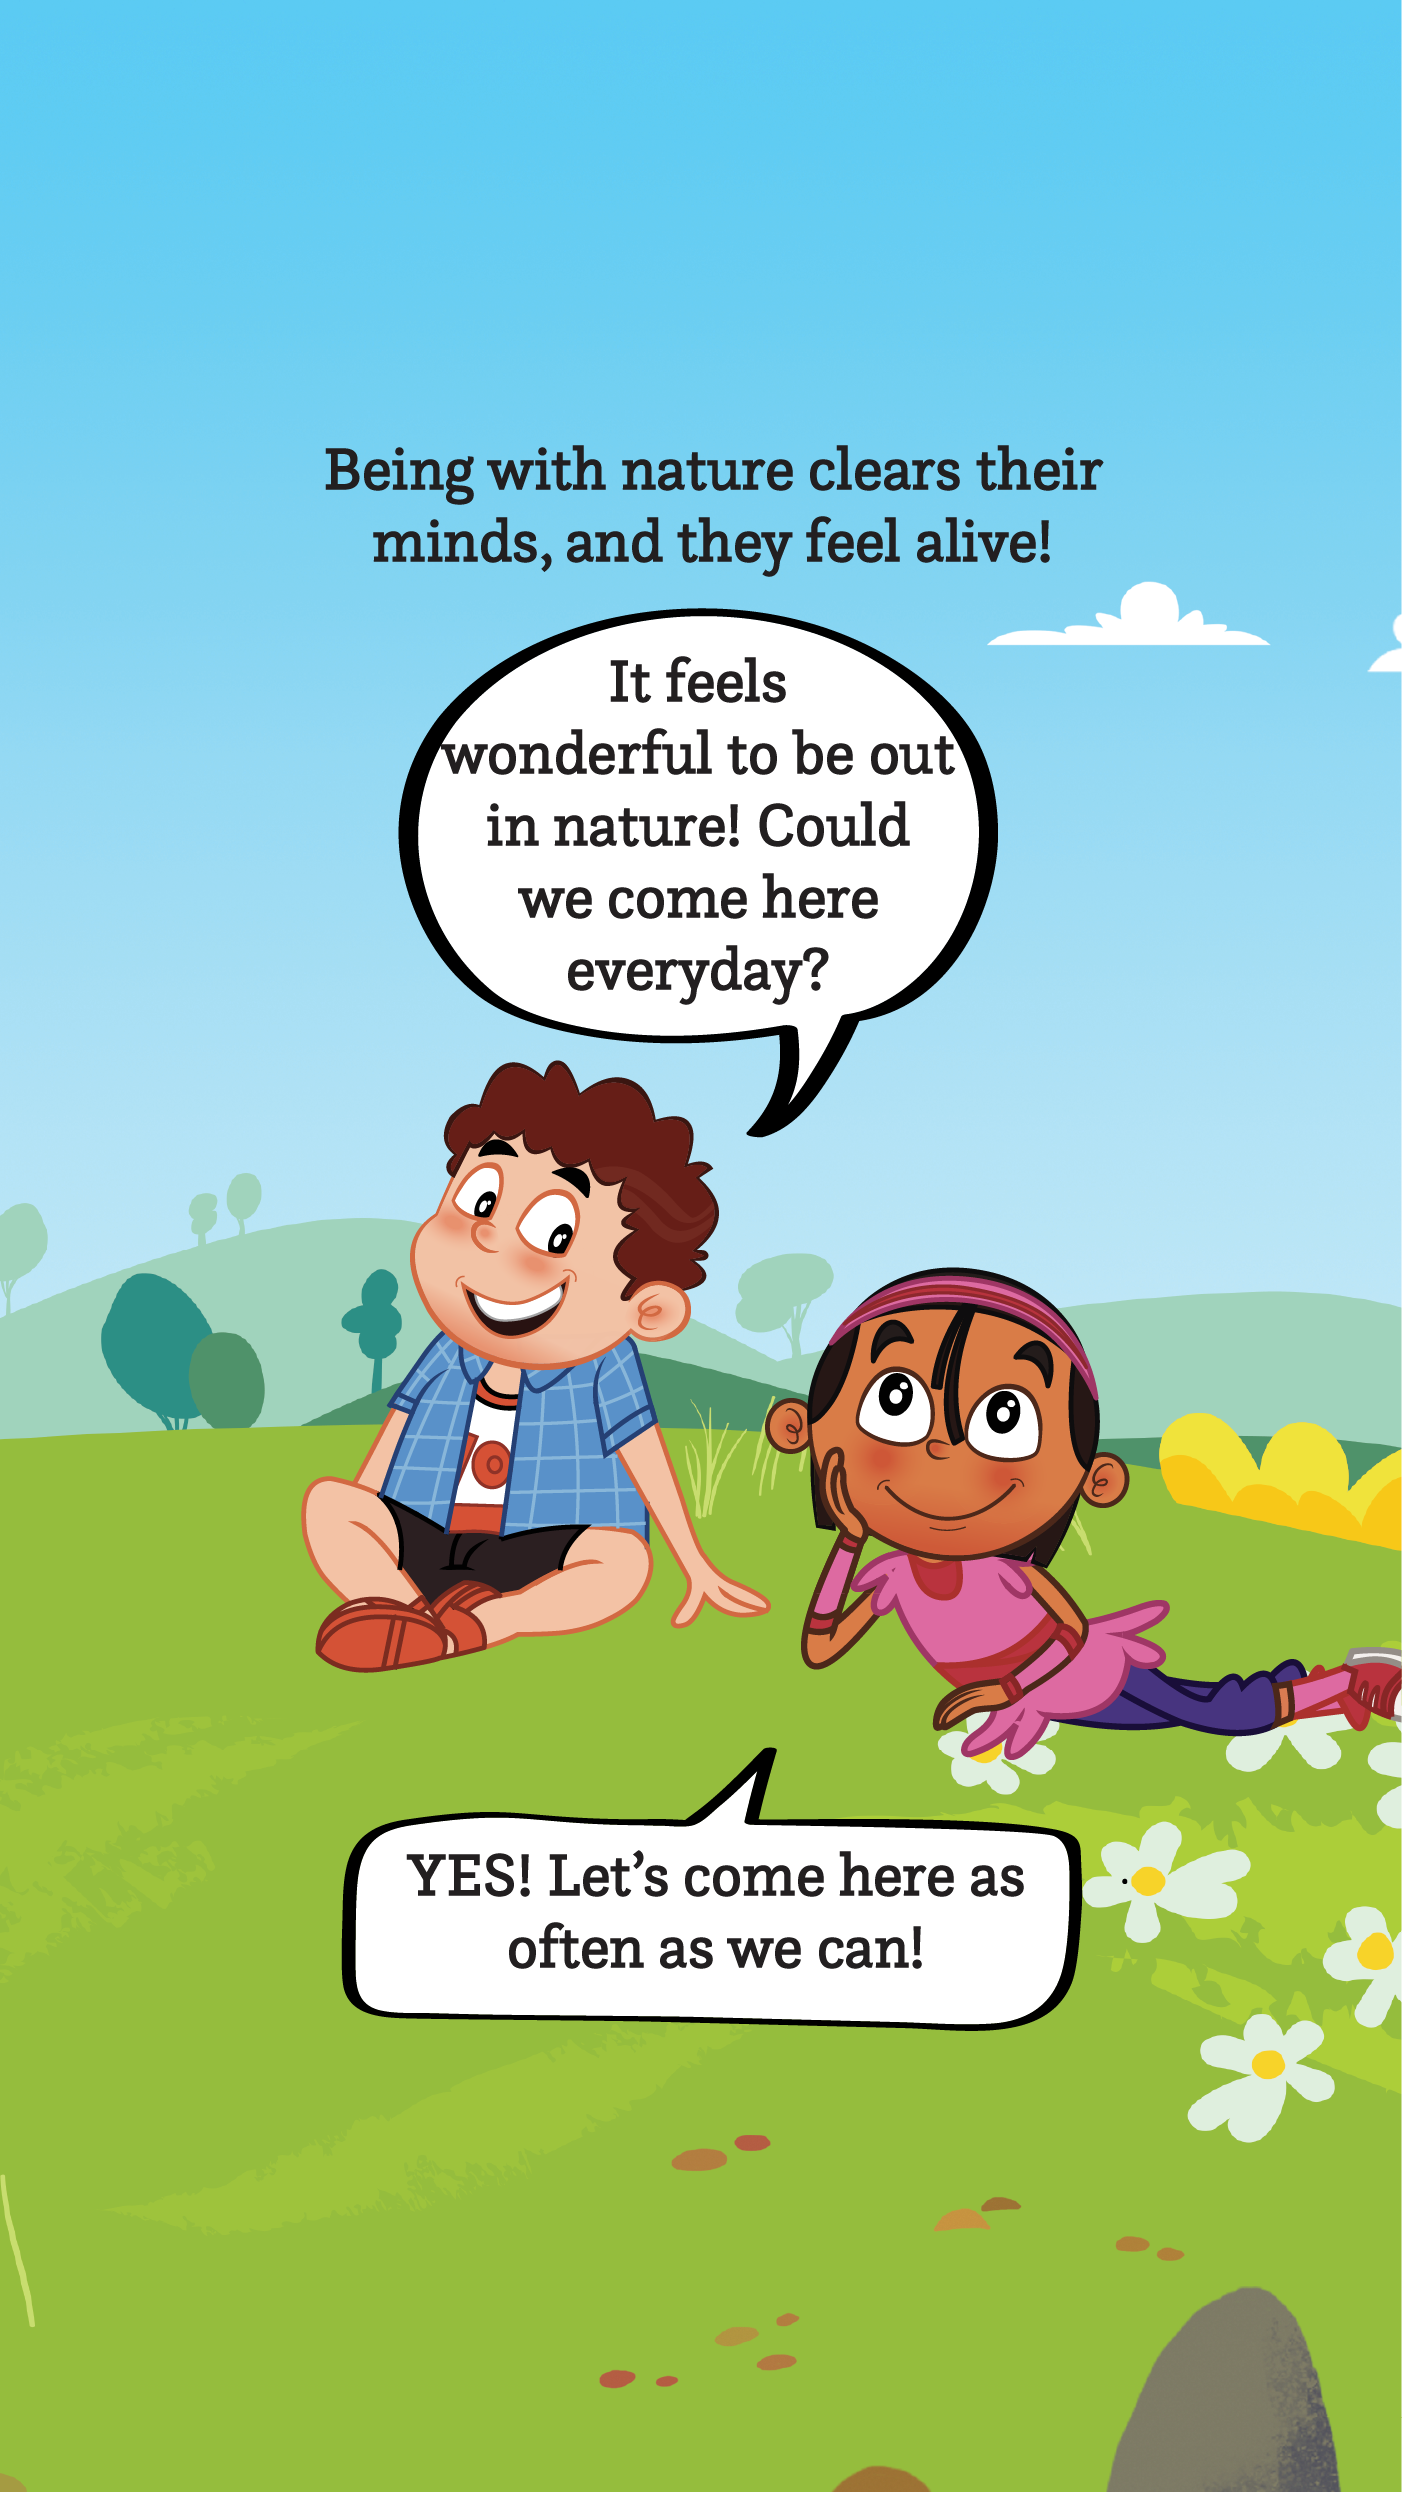 Being with nature clears their
minds, and they feel alive!
It feels
wonderful to be out
in nature! Could
we come here
everyday?
YES! Let’s come here as
often as we can!